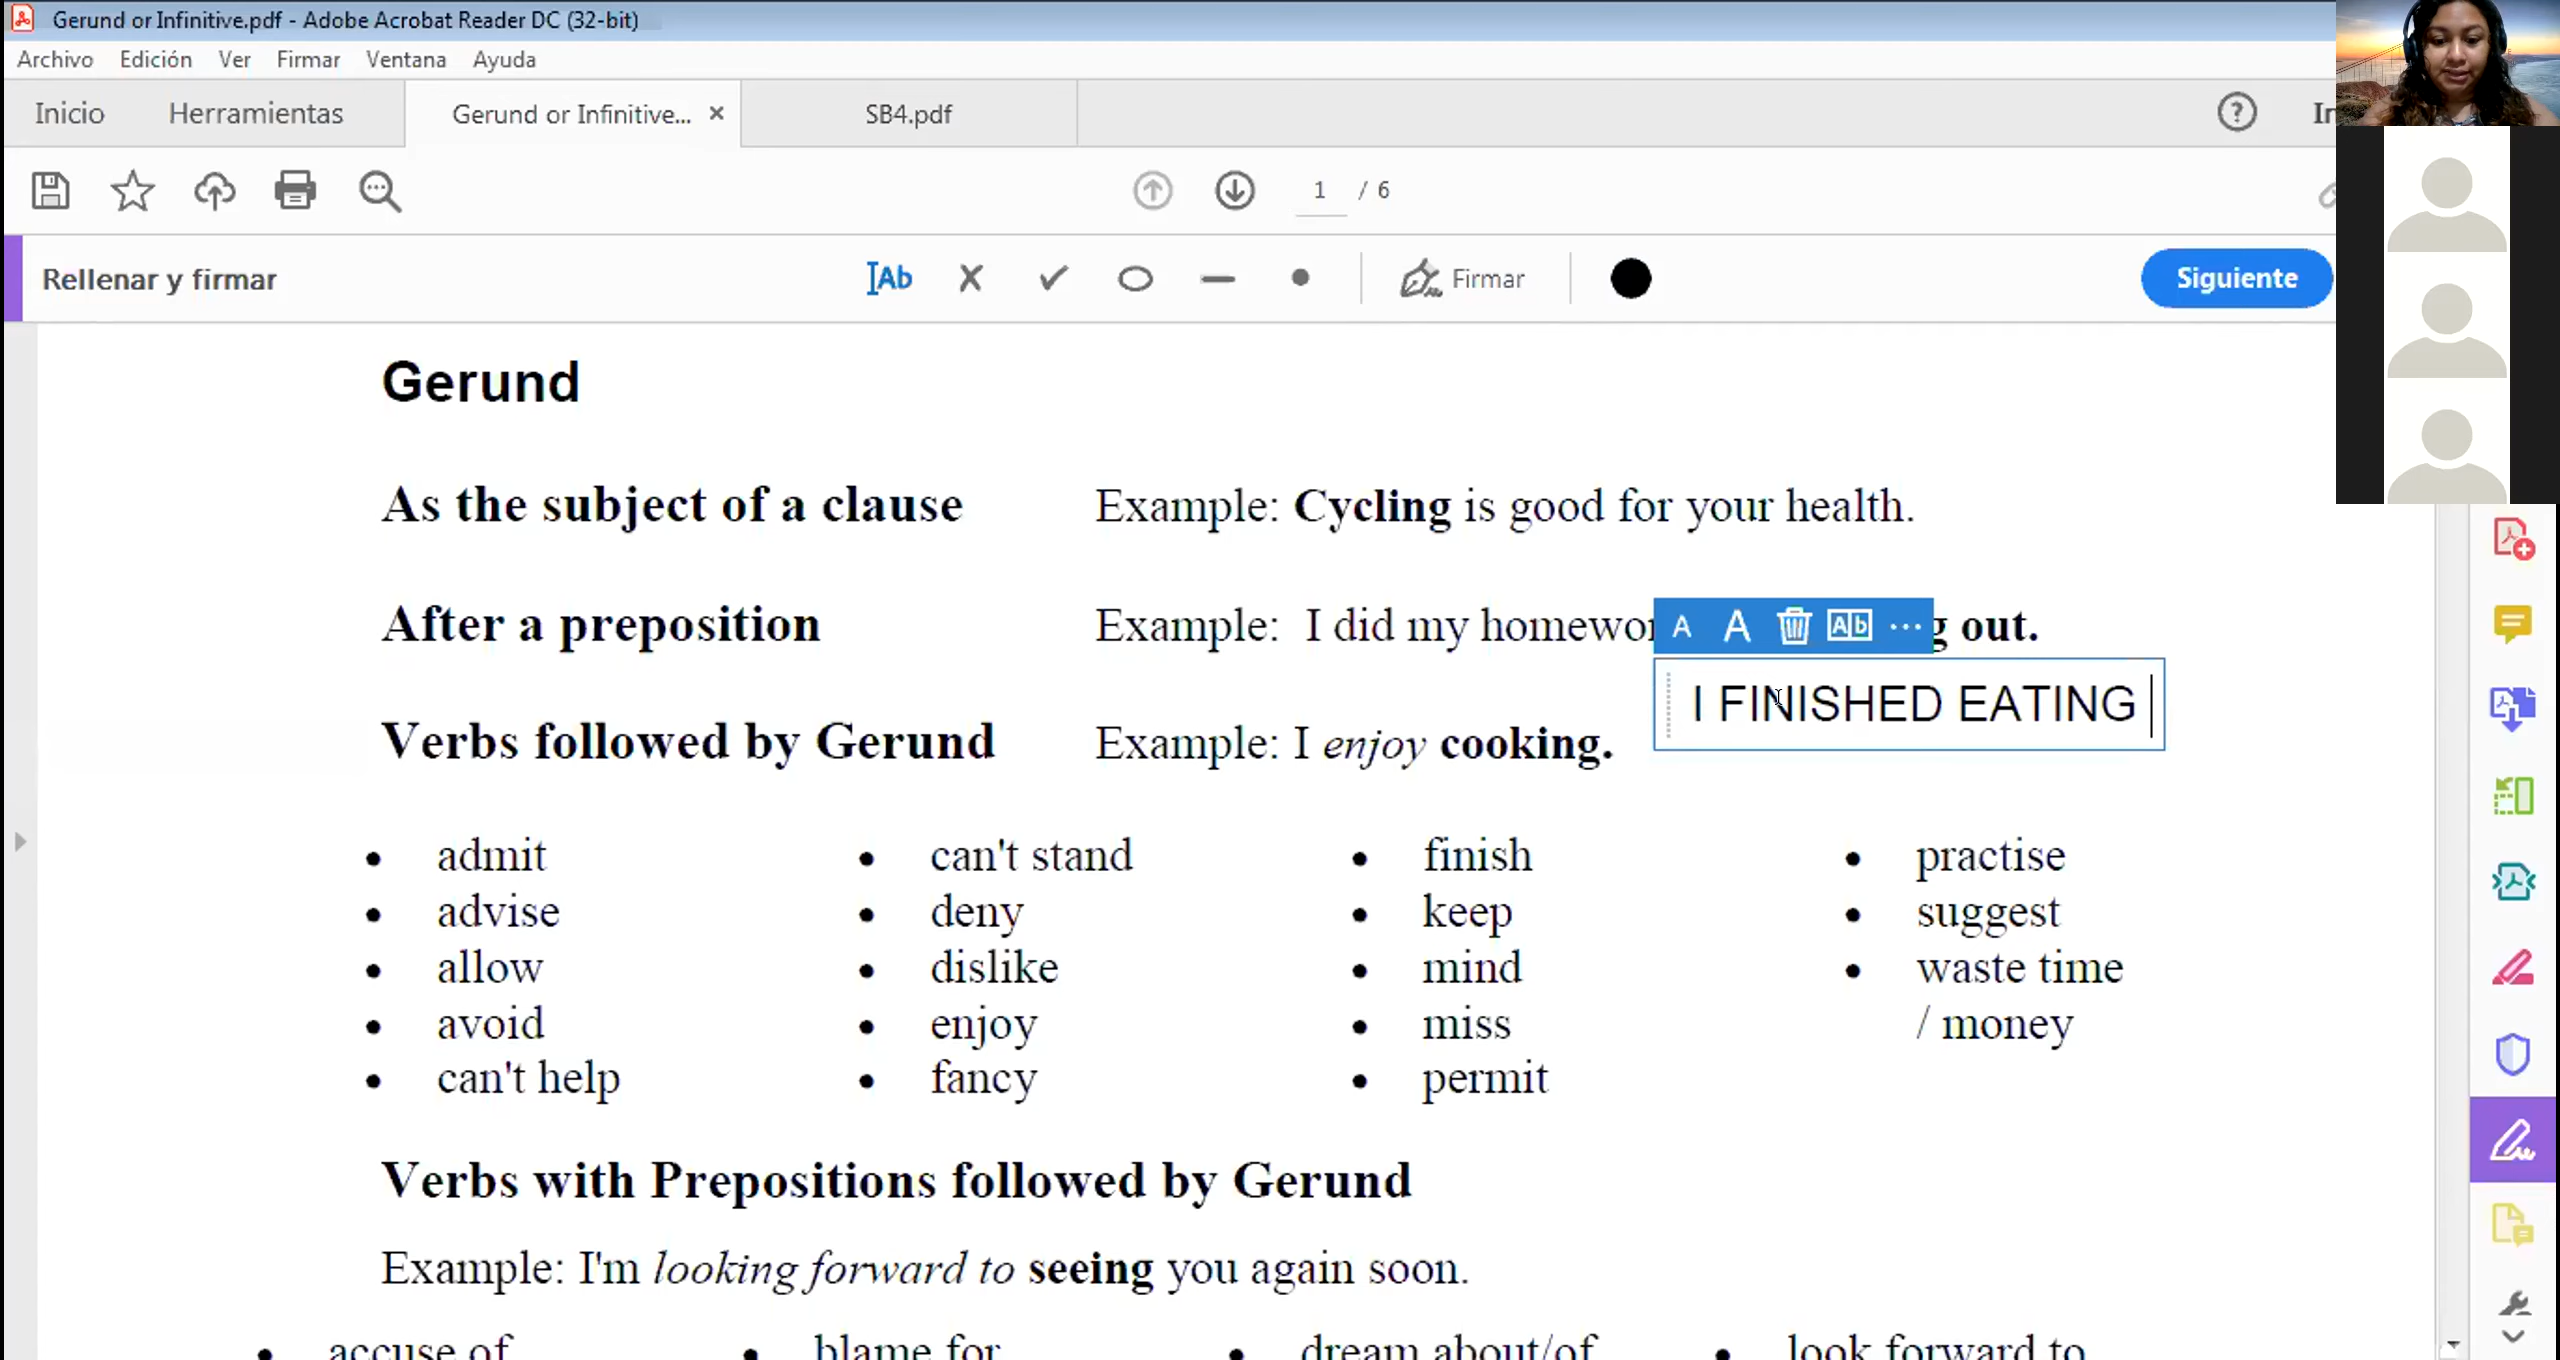 Gerund or Infinitive.pdf - Adobe Acrobat Reader DC (32-bit)
Archivo Edición Ver Firmar Ventana Ayuda
Inicio Herramientas Gerund or Infinitive... × SB4.pdf
1 / 6
Rellenar y firmar Ab Firmar Siguiente
Gerund
As the subject of a clause Example: Cycling is good for your health.
After a preposition Example: I did my out.
A A Ab ...
I FINISHED EATING
Verbs followed by Gerund Example: I enjoy cooking.
• admit • can't stand • finish • practise
• advise • deny • keep • suggest
• allow • dislike • mind • waste time
• avoid • enjoy • miss / money
• can't help • fancy • permit
Verbs with Prepositions followed by Gerund
Example: I'm looking forward to seeing you again soon.
• accuse of • blame for • dream about/of • look forward to